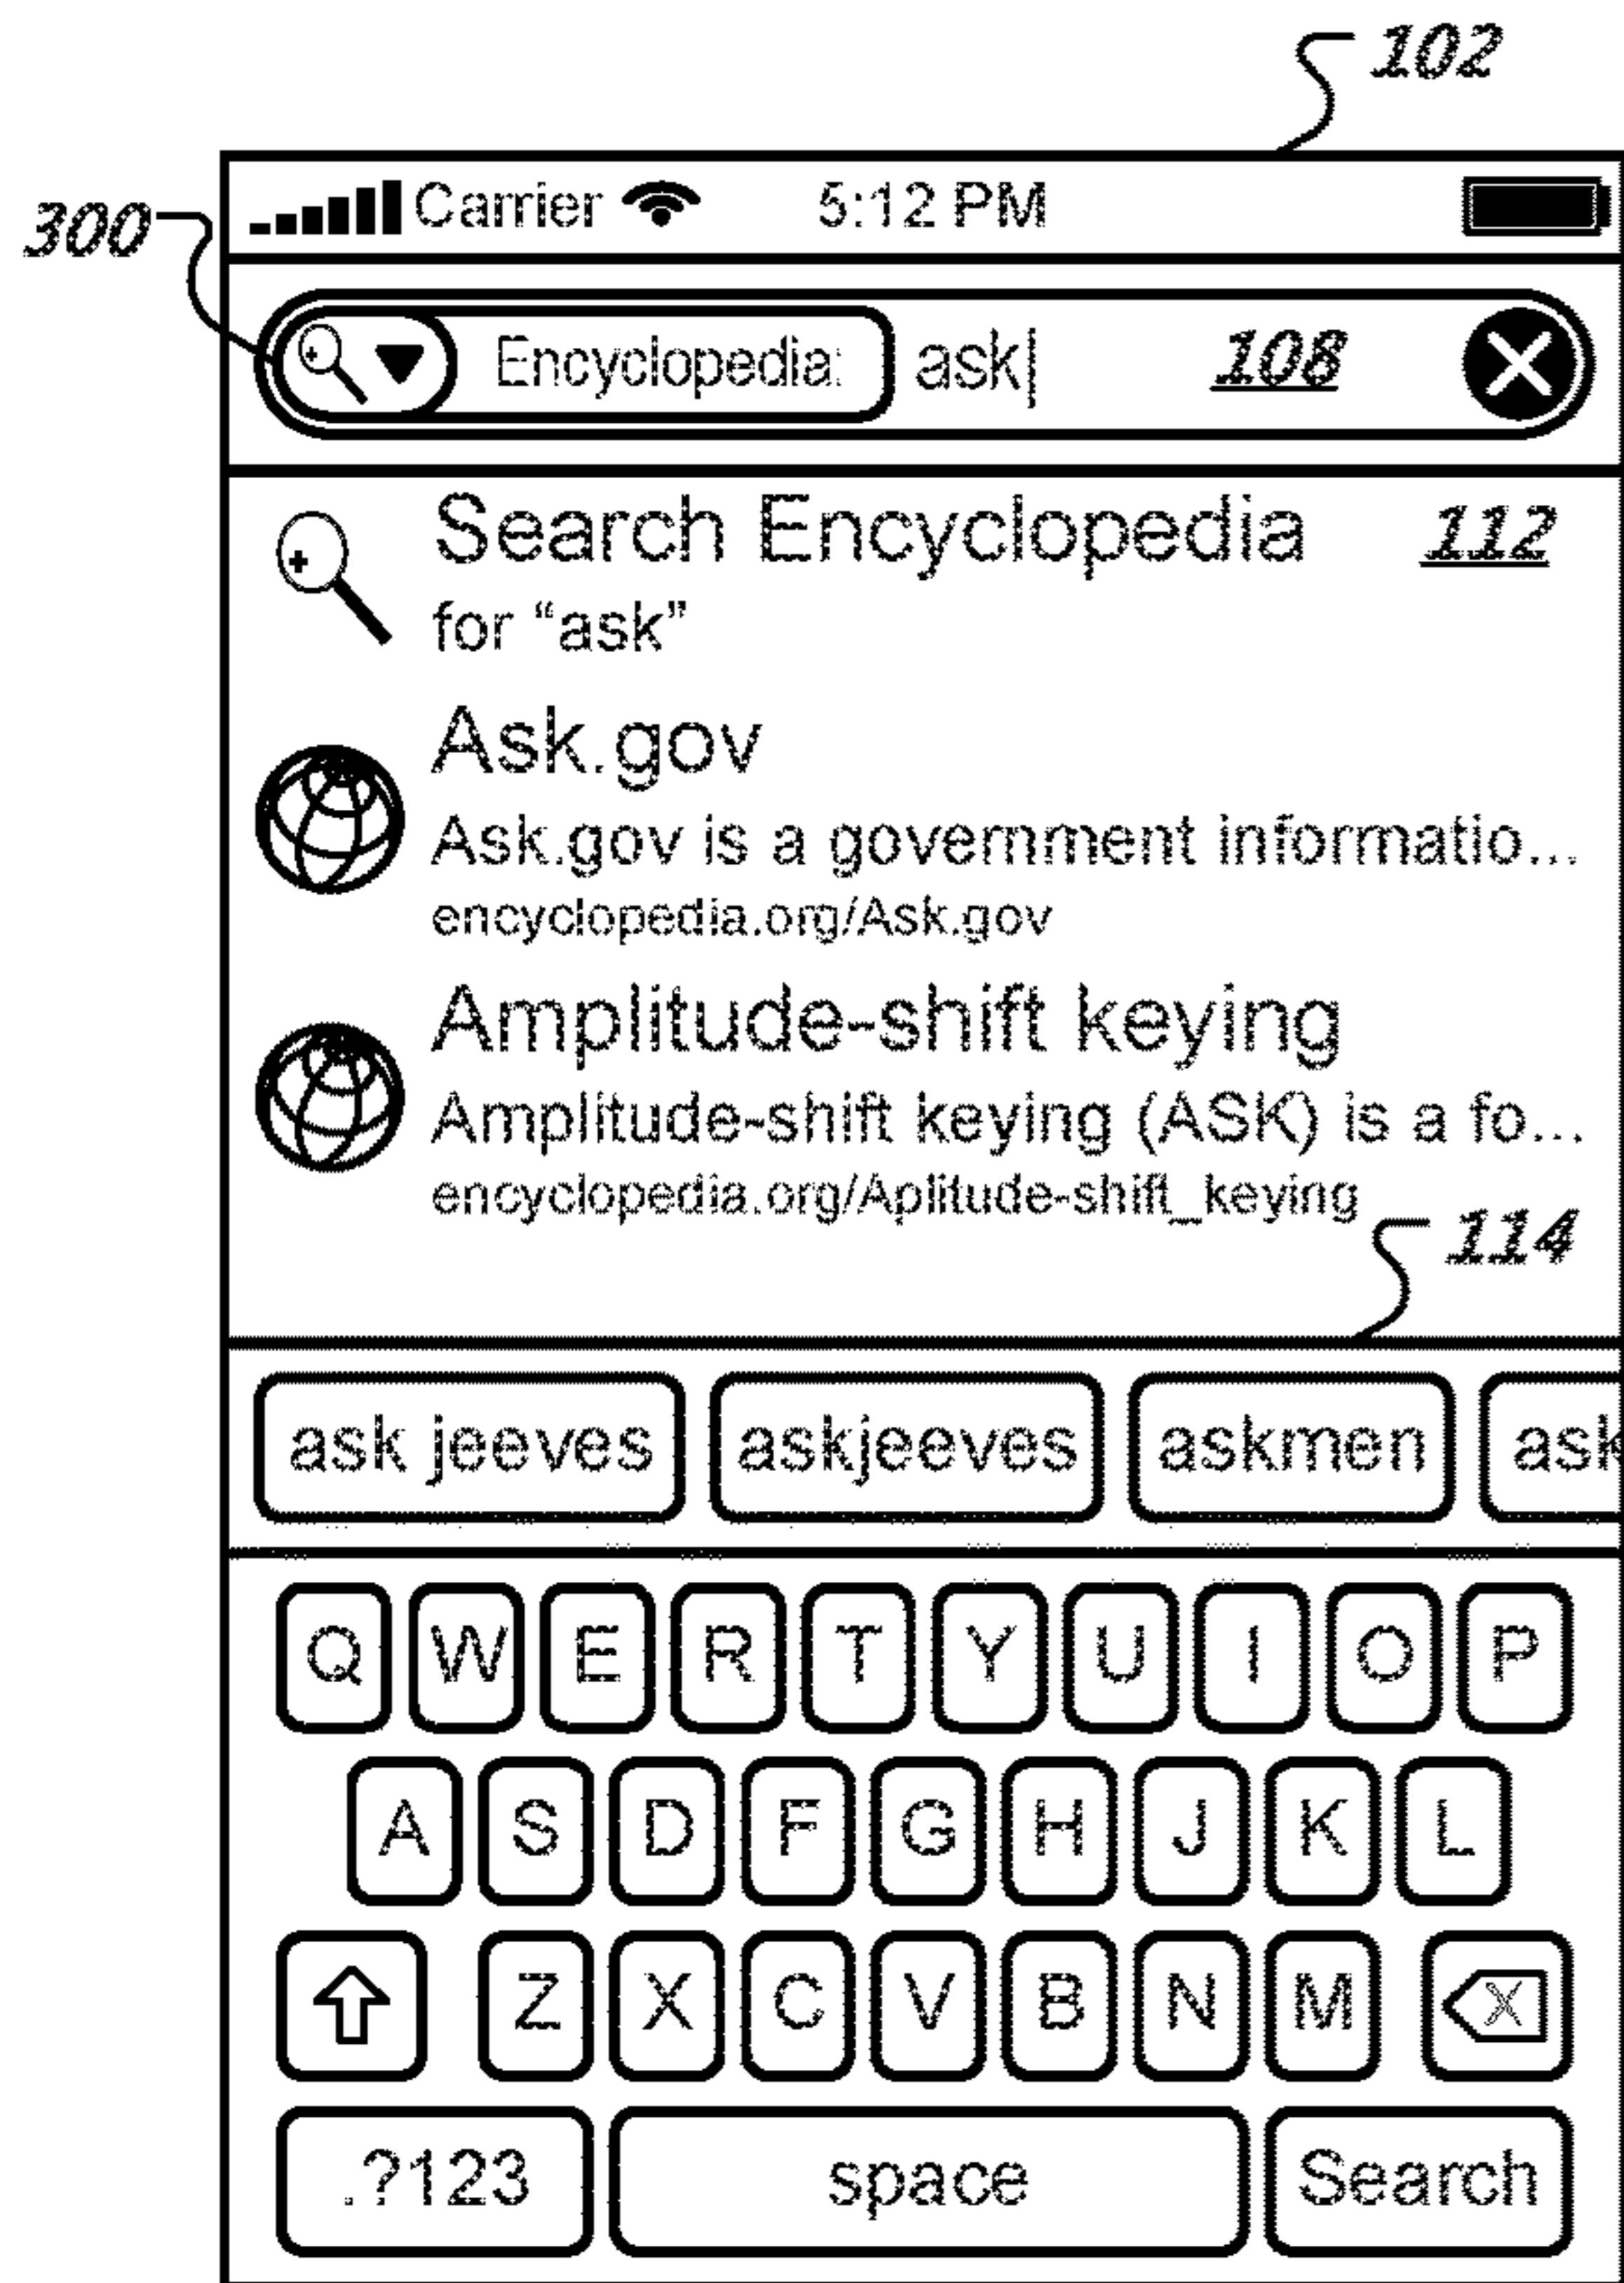 102
300
Carrier 5:12 PM
Encyclopedia: ask 108
Search Encyclopedia 112
for “ask”
Ask.gov
Ask.gov is a government informatio...
encyclopedia.org/Ask.gov
Amplitude-shift keying
Amplitude-shift keying (ASK) is a fo...
encyclopedia.org/Aplitude-shift_keying
114
ask jeeves askjeeves askmen ask
Q W E R T Y U I O P
A S D F G H J K L
Z X C V B N M X
.?123 space Search